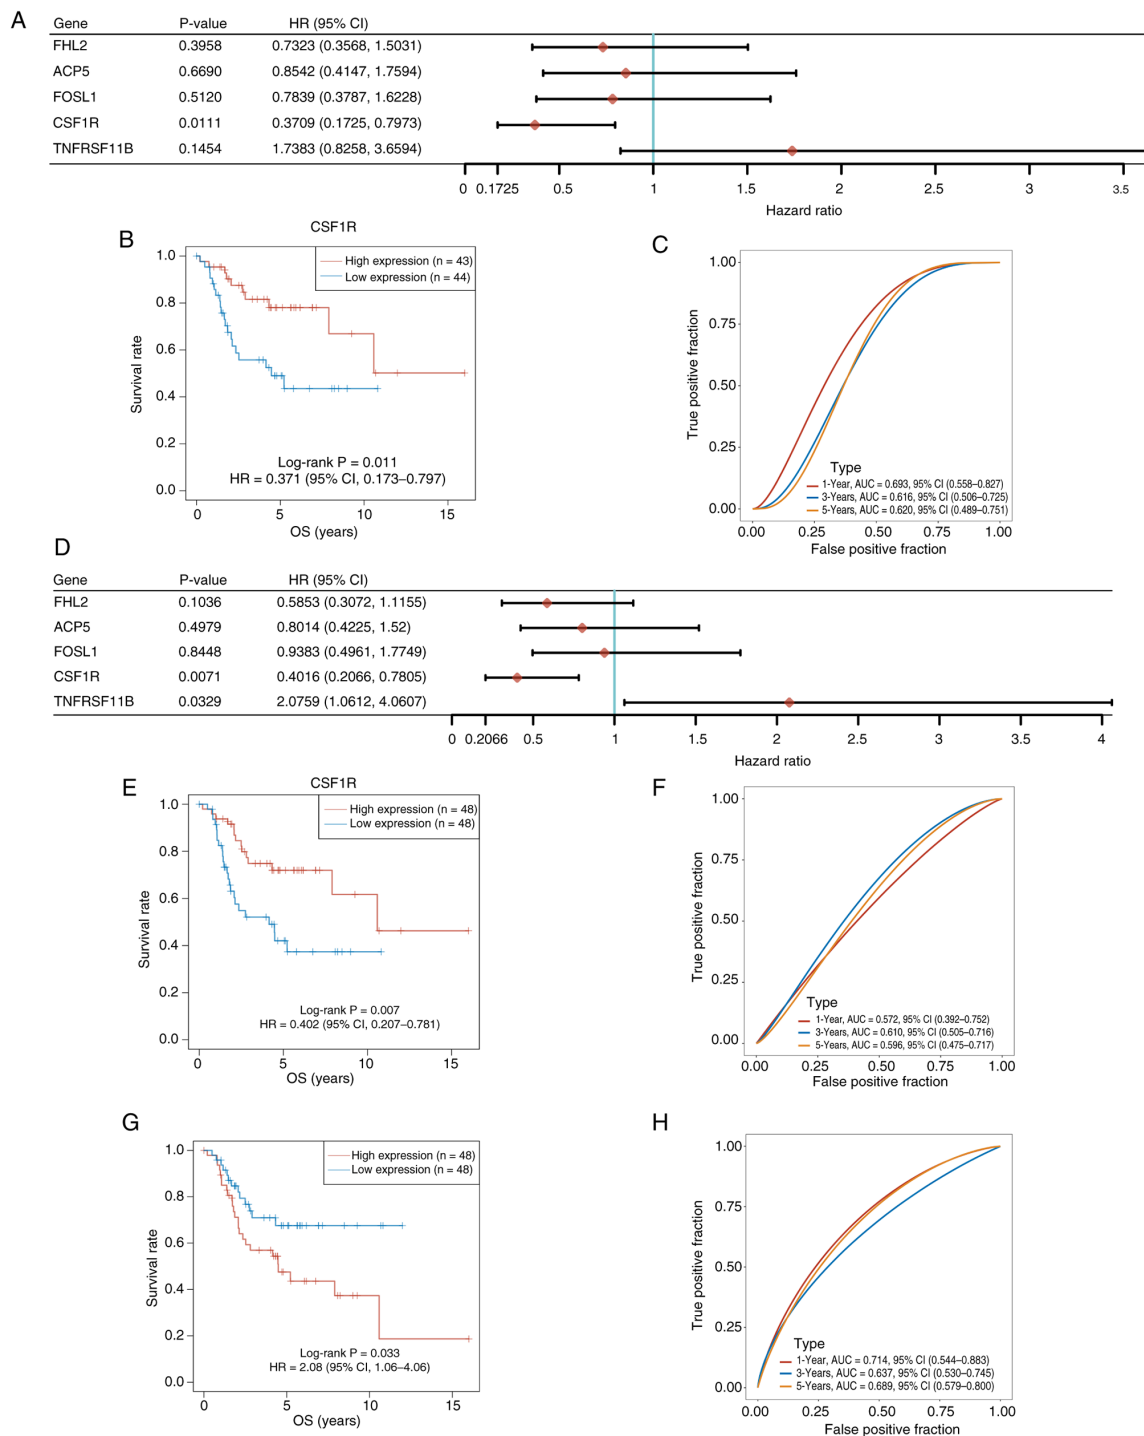 A
Gene P-value HR (95% CI)
FHL2 0.3958 0.7323 (0.3568, 1.5031)
ACP5 0.6690 0.8542 (0.4147, 1.7594)
FOSL1 0.5120 0.7839 (0.3787, 1.6228)
CSF1R 0.0111 0.3709 (0.1725, 0.7973)
TNFRSF11B 0.1454 1.7383 (0.8258, 3.6594)
0 0.1725 0.5 1 1.5 2 2.5 3 3.5
Hazard ratio
B
CSF1R
High expression (n = 43)
Low expression (n = 44)
1.0
0.8
0.6
0.4
0.2
0.0
Survival rate
Log-rank P = 0.011
HR = 0.371 (95% CI, 0.173–0.797)
0 5 10 15
OS (years)
C
1.00
0.75
0.50
0.25
0.00
True positive fraction
Type
1-Year, AUC = 0.693, 95% CI (0.558–0.827)
3-Years, AUC = 0.616, 95% CI (0.506–0.725)
5-Years, AUC = 0.620, 95% CI (0.489–0.751)
0.00 0.25 0.50 0.75 1.00
False positive fraction
D
Gene P-value HR (95% CI)
FHL2 0.1036 0.5853 (0.3072, 1.1155)
ACP5 0.4979 0.8014 (0.4225, 1.52)
FOSL1 0.8448 0.9383 (0.4961, 1.7749)
CSF1R 0.0071 0.4016 (0.2066, 0.7805)
TNFRSF11B 0.0329 2.0759 (1.0612, 4.0607)
0 0.2066 0.5 1 1.5 2 2.5 3 3.5 4
Hazard ratio
E
CSF1R
High expression (n = 48)
Low expression (n = 48)
1.0
0.8
0.6
0.4
0.2
0.0
Survival rate
Log-rank P = 0.007
HR = 0.402 (95% CI, 0.207–0.781)
0 5 10 15
OS (years)
F
1.00
0.75
0.50
0.25
0.00
True positive fraction
Type
1-Year, AUC = 0.572, 95% CI (0.392–0.752)
3-Years, AUC = 0.610, 95% CI (0.505–0.716)
5-Years, AUC = 0.596, 95% CI (0.475–0.717)
0.00 0.25 0.50 0.75 1.00
False positive fraction
G
High expression (n = 48)
Low expression (n = 48)
1.0
0.8
0.6
0.4
0.2
0.0
Survival rate
Log-rank P = 0.033
HR = 2.08 (95% CI, 1.06–4.06)
0 5 10 15
OS (years)
H
1.00
0.75
0.50
0.25
0.00
True positive fraction
Type
1-Year, AUC = 0.714, 95% CI (0.544–0.883)
3-Years, AUC = 0.637, 95% CI (0.530–0.745)
5-Years, AUC = 0.689, 95% CI (0.579–0.800)
0.00 0.25 0.50 0.75 1.00
False positive fraction